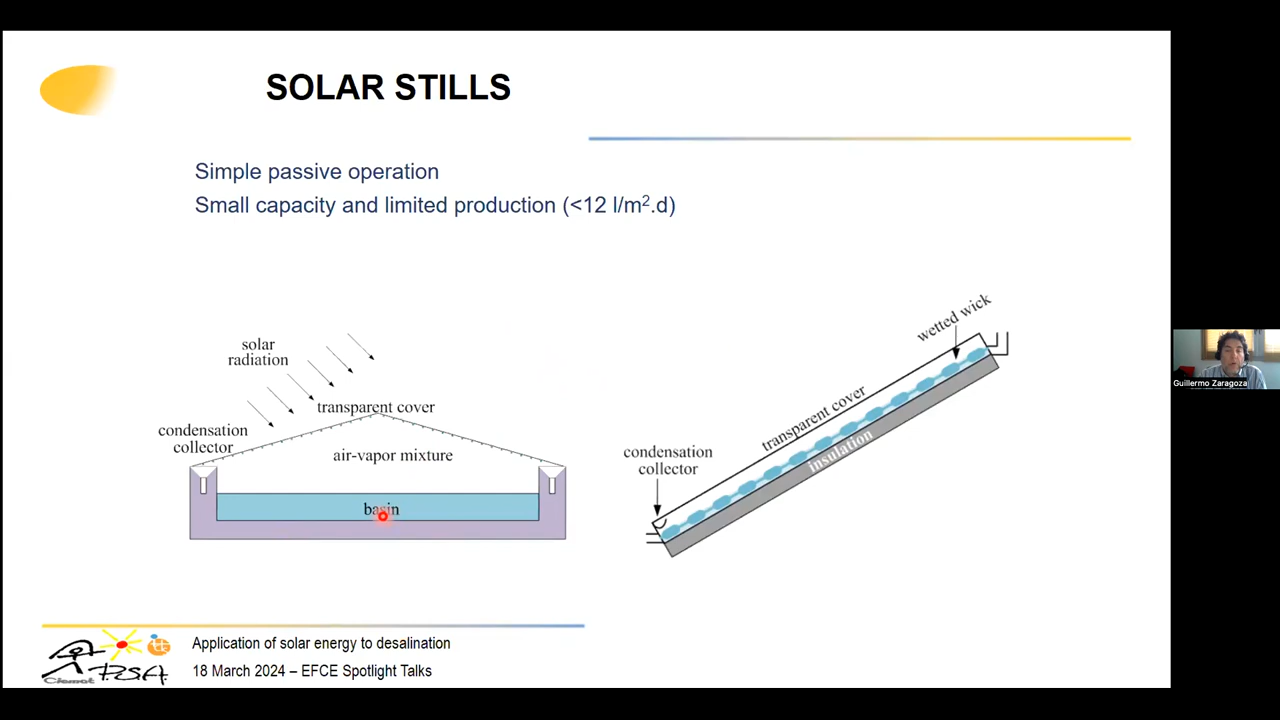 SOLAR STILLS
Simple passive operation
Small capacity and limited production (<12 l/m².d)
solar
radiation
transparent cover
condensation
collector
air-vapor mixture
basin
wetted wick
transparent cover
insulation
condensation
collector
Guillermo Zaragoza
Ciemat
PSA
Application of solar energy to desalination
18 March 2024 – EFCE Spotlight Talks